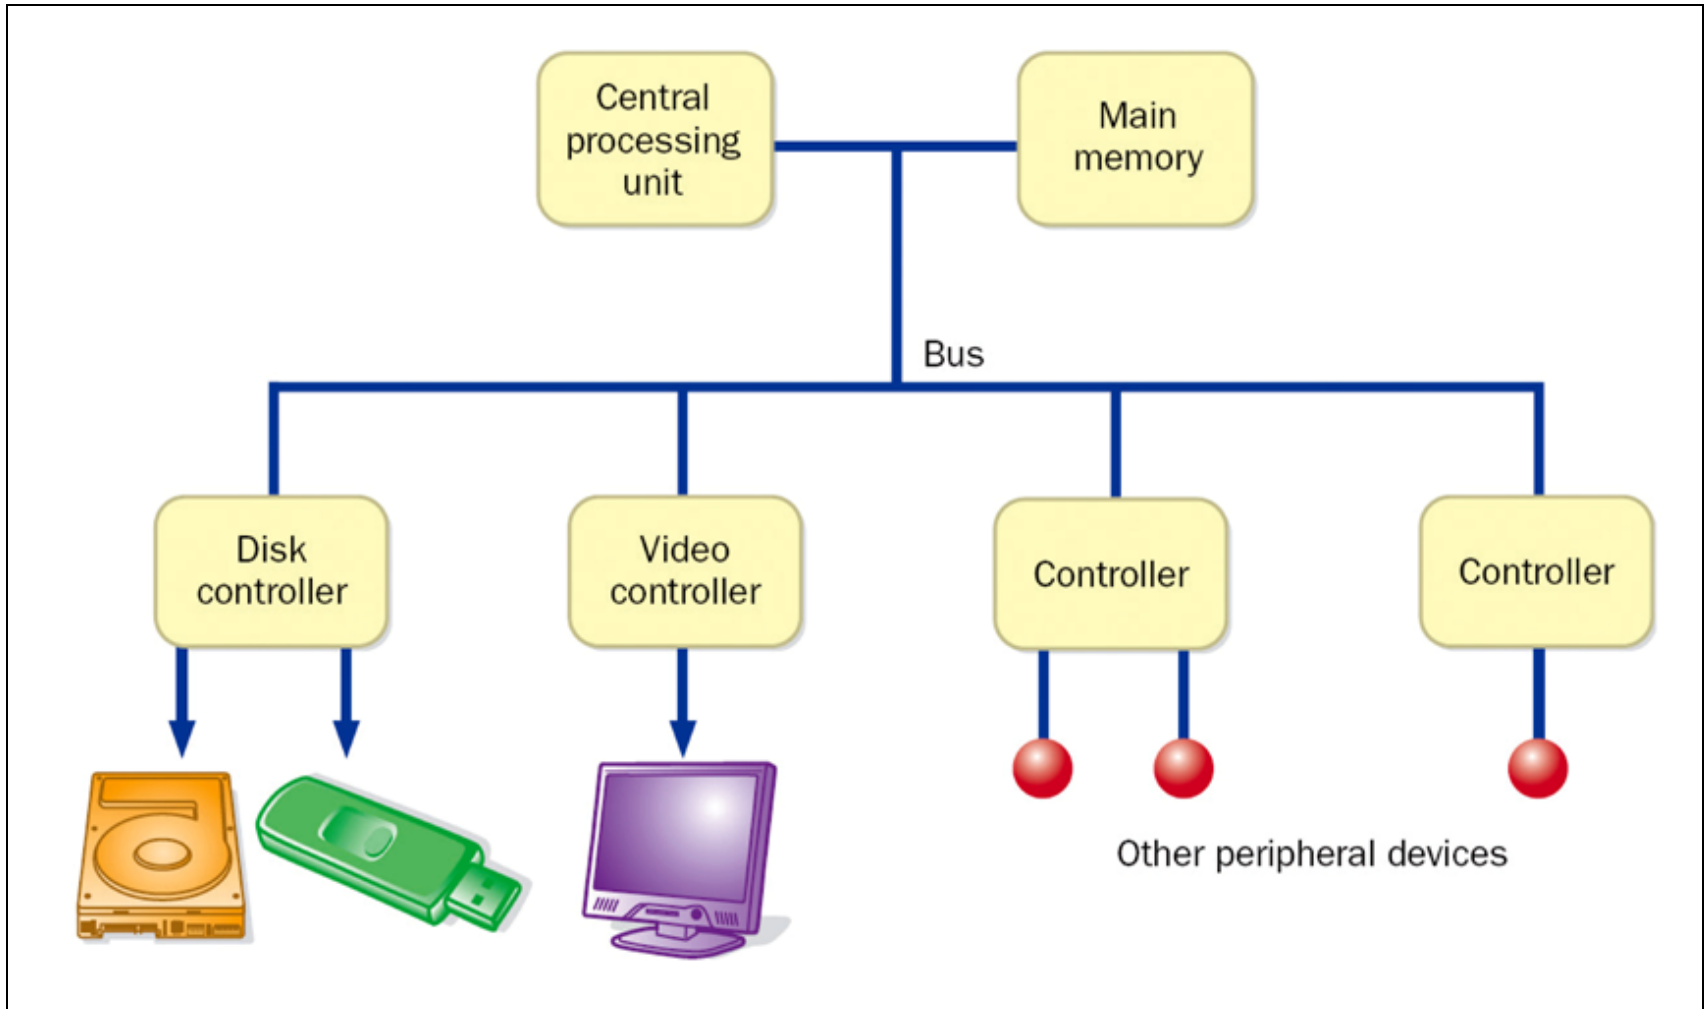 Central
processing
unit
Main
memory
Bus
Disk
controller
Video
controller
Controller
Controller
Other peripheral devices